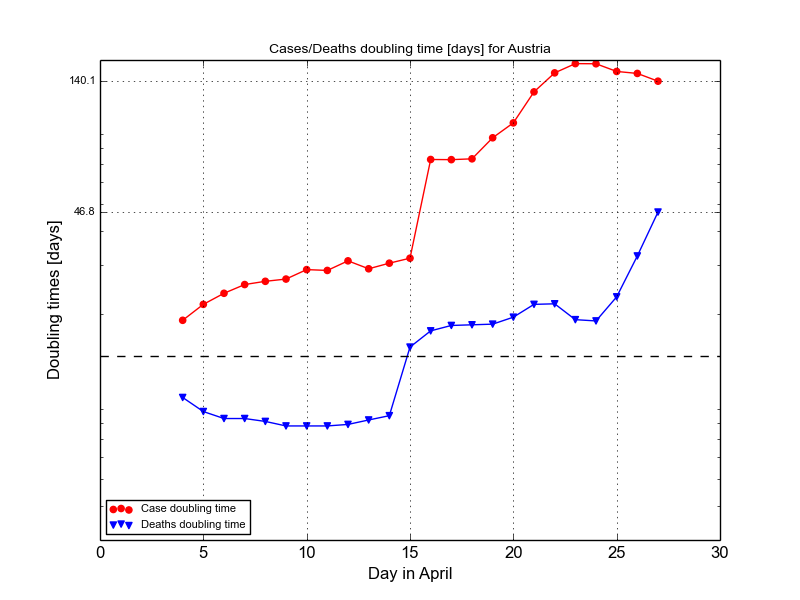 Cases/Deaths doubling time [days] for Austria
140.1
46.8
Doubling times [days]
Case doubling time
Deaths doubling time
0 5 10 15 20 25 30
Day in April